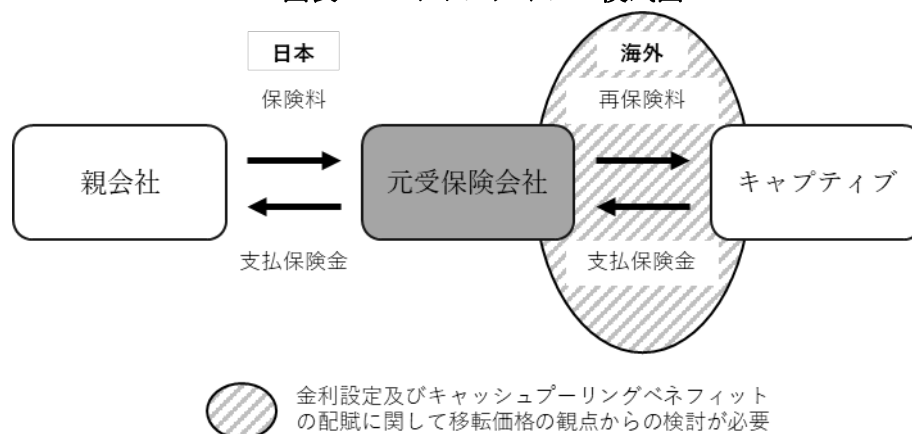 日本
海外
保険料
再保険料
親会社
元受保険会社
キャプティブ
支払保険金
支払保険金
金利設定及びキャッシュプーリングベネフィット
の配賦に関して移転価格の観点からの検討が必要